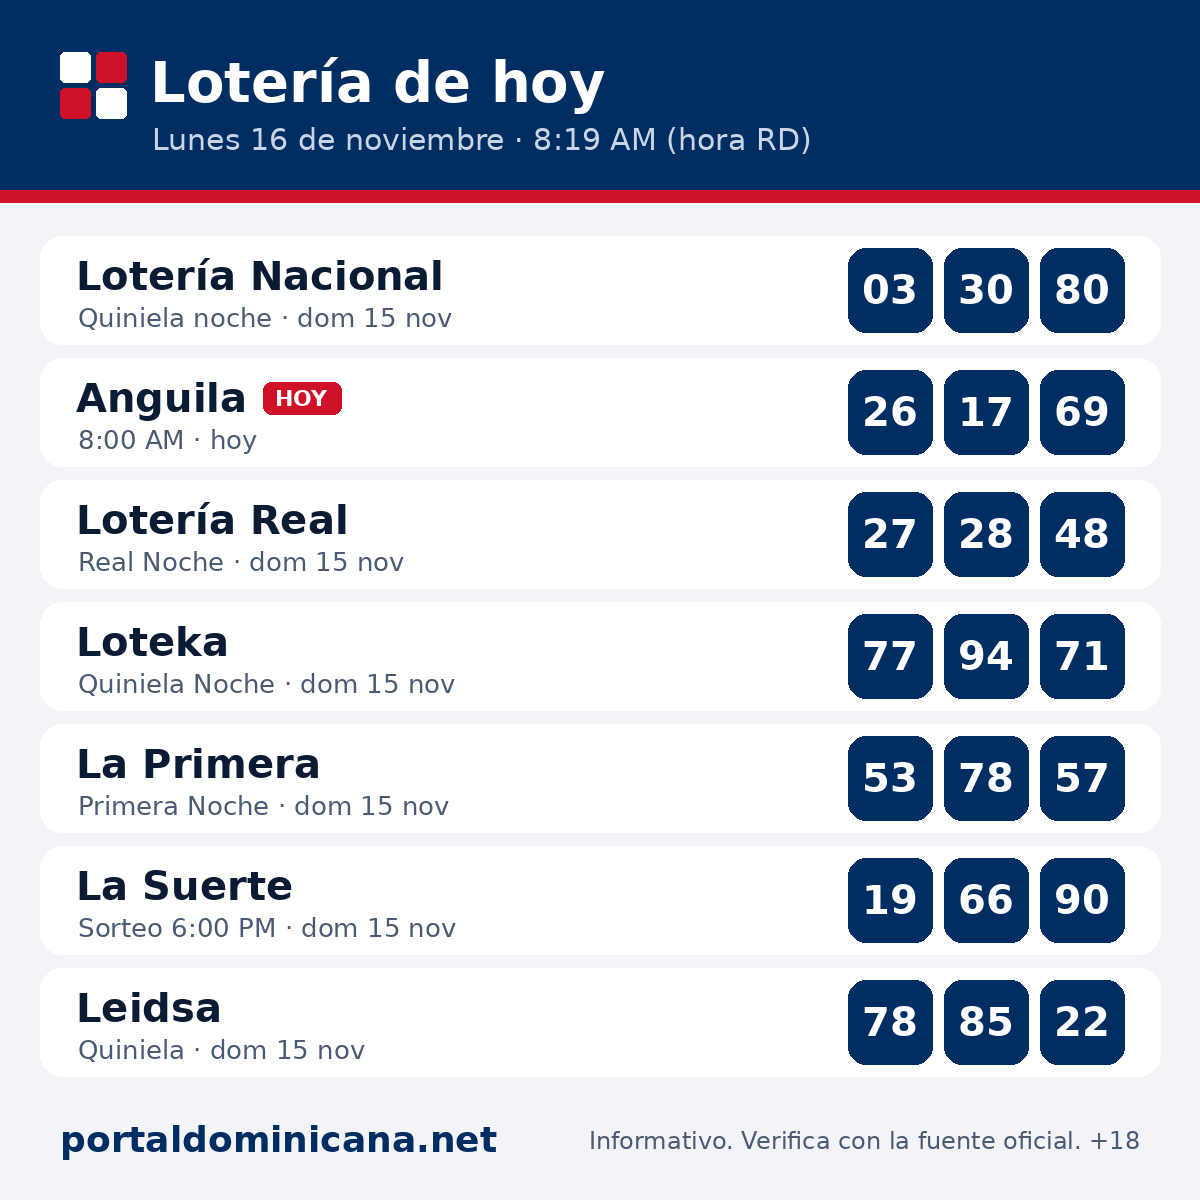 Lotería de hoy
Lunes 16 de noviembre · 8:19 AM (hora RD)
Lotería Nacional
Quiniela noche · dom 15 nov
03 30 80
Anguila HOY
8:00 AM · hoy
26 17 69
Lotería Real
Real Noche · dom 15 nov
27 28 48
Loteka
Quiniela Noche · dom 15 nov
77 94 71
La Primera
Primera Noche · dom 15 nov
53 78 57
La Suerte
Sorteo 6:00 PM · dom 15 nov
19 66 90
Leidsa
Quiniela · dom 15 nov
78 85 22
portaldominicana.net
Informativo. Verifica con la fuente oficial. +18